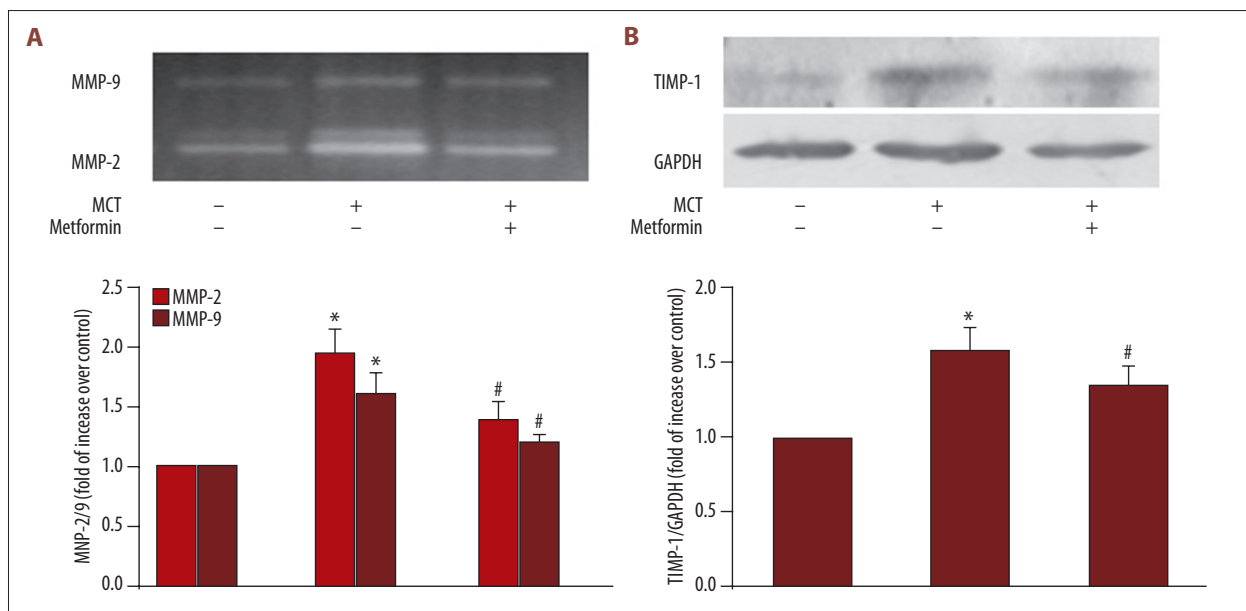 A
MMP-9
MMP-2
MCT – + +
Metformin – – +
MNP-2/9 (fold of incease over control)
2.5
2.0
1.5
1.0
0.5
0.0
MMP-2
MMP-9
* * # #
B
TIMP-1
GAPDH
MCT – + +
Metformin – – +
TIMP-1/GAPDH (fold of incease over control)
2.0
1.5
1.0
0.5
0.0
* #